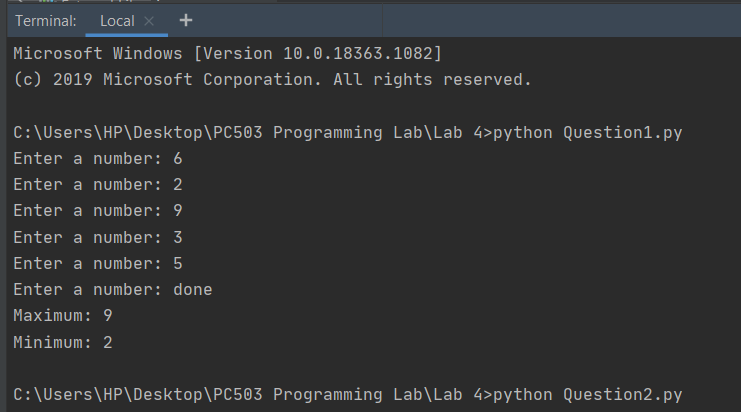 Terminal: Local × +
Microsoft Windows [Version 10.0.18363.1082]
(c) 2019 Microsoft Corporation. All rights reserved.
C:\Users\HP\Desktop\PC503 Programming Lab\Lab 4>python Question1.py
Enter a number: 6
Enter a number: 2
Enter a number: 9
Enter a number: 3
Enter a number: 5
Enter a number: done
Maximum: 9
Minimum: 2
C:\Users\HP\Desktop\PC503 Programming Lab\Lab 4>python Question2.py